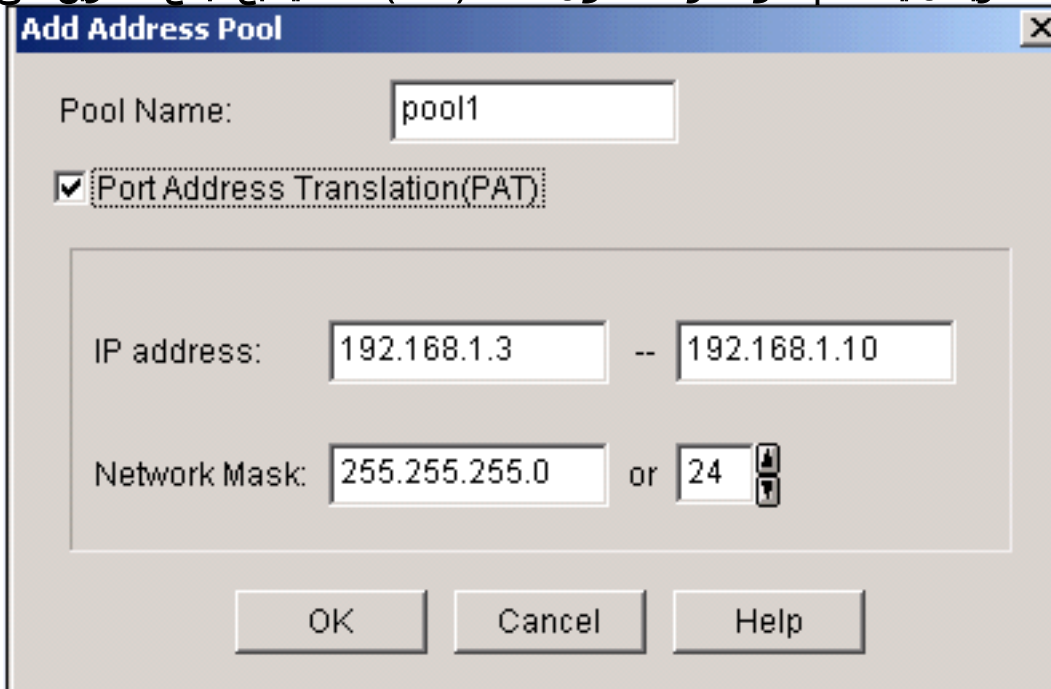 Add Address Pool
Pool Name: pool1
Port Address Translation(PAT)
IP address: 192.168.1.3 -- 192.168.1.10
Network Mask: 255.255.255.0 or 24
OK Cancel Help